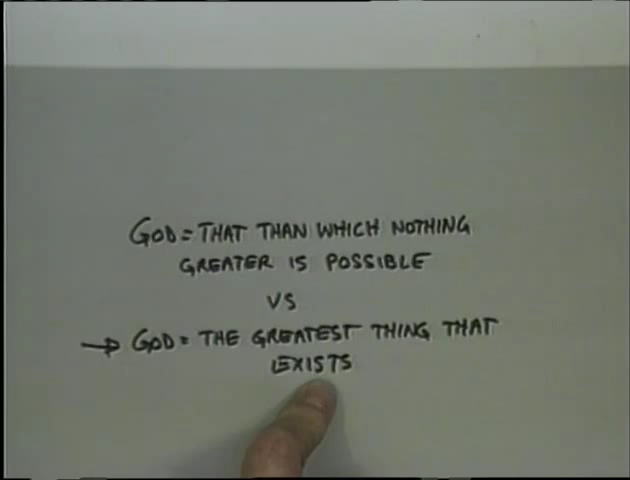 GOD = THAT THAN WHICH NOTHING
GREATER IS POSSIBLE
VS
→ GOD = THE GREATEST THING THAT
EXISTS